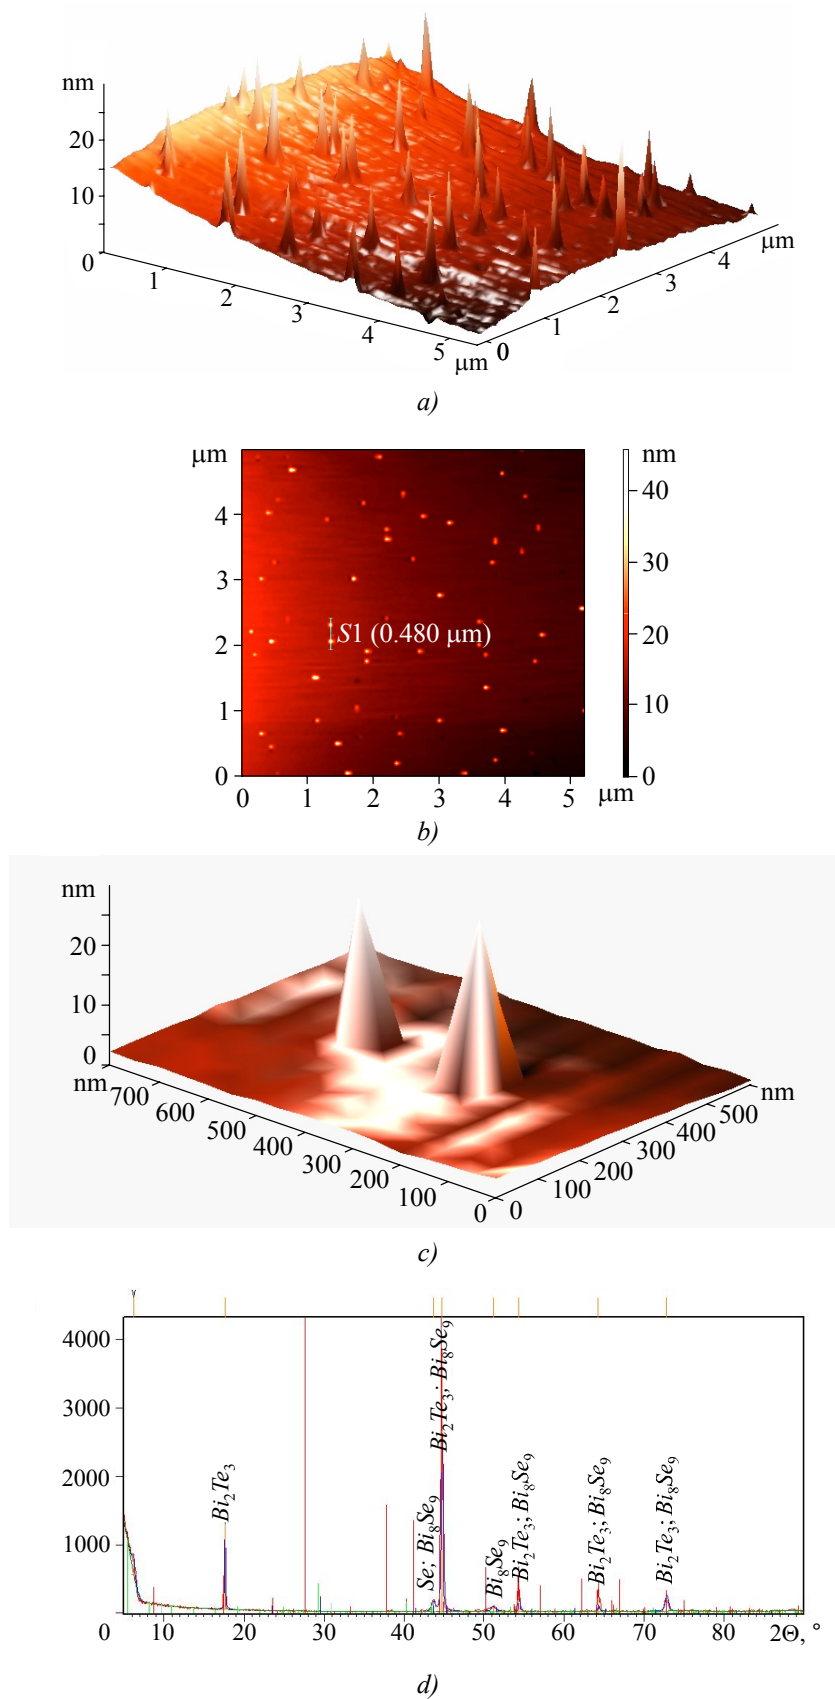 nm
20
10
0
1
2
3
4
5
μm
0
1
2
3
4
μm
a)
μm
4
3
2
1
0
S1 (0.480 μm)
0
1
2
3
4
5
μm
nm
40
30
20
10
0
b)
nm
20
10
0
nm
700
600
500
400
300
200
100
0
0
100
200
300
400
500
nm
c)
4000
3000
2000
1000
Bi₂Te₃
Se; Bi₈Se₉
Bi₂Te₃; Bi₈Se₉
Bi₈Se₉
Bi₂Te₃; Bi₈Se₉
Bi₂Te₃; Bi₈Se₉
Bi₂Te₃; Bi₈Se₉
0 10 20 30 40 50 60 70 80 2Θ, °
d)